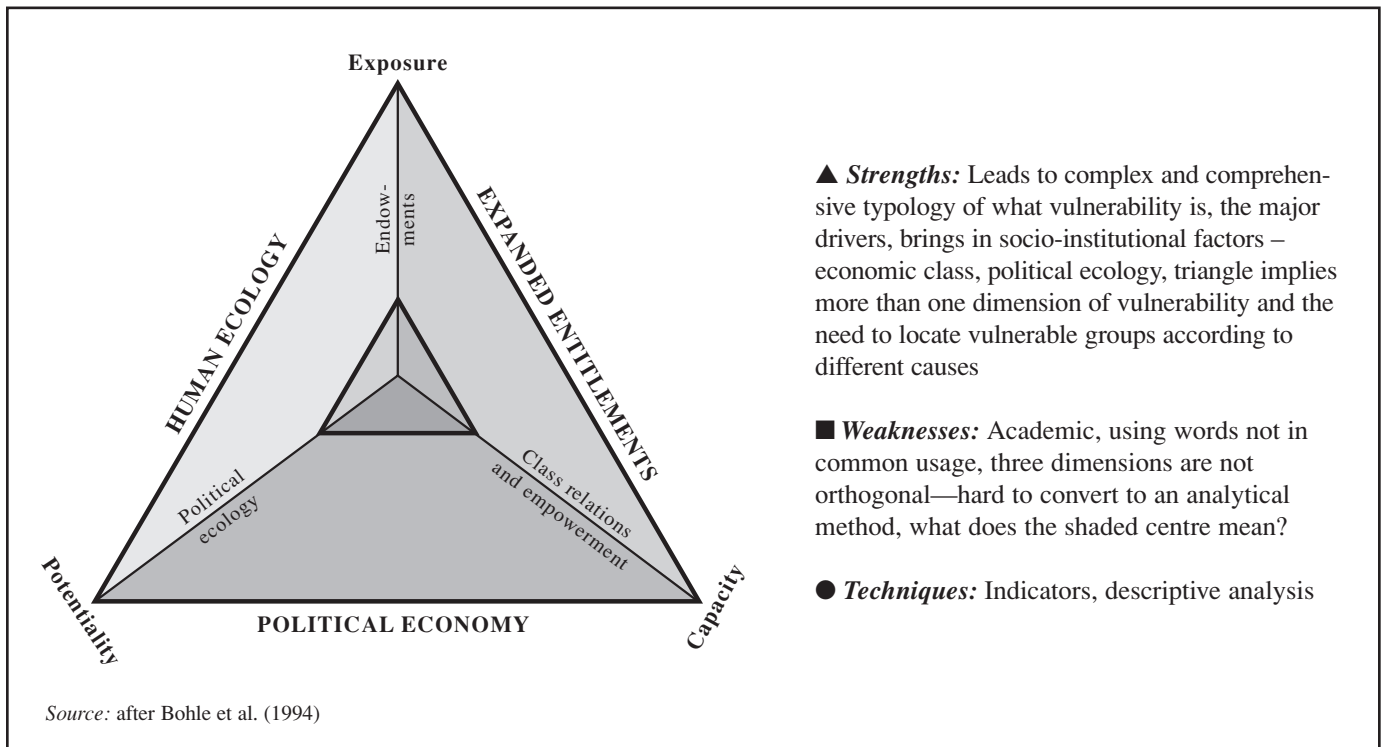 Exposure
Endow-
ments
HUMAN ECOLOGY
EXPANDED ENTITLEMENTS
Political
ecology
Class relations
and empowerment
Potentiality
Capacity
POLITICAL ECONOMY
▲ Strengths: Leads to complex and comprehen-
sive typology of what vulnerability is, the major
drivers, brings in socio-institutional factors –
economic class, political ecology, triangle implies
more than one dimension of vulnerability and the
need to locate vulnerable groups according to
different causes
■ Weaknesses: Academic, using words not in
common usage, three dimensions are not
orthogonal—hard to convert to an analytical
method, what does the shaded centre mean?
● Techniques: Indicators, descriptive analysis
Source: after Bohle et al. (1994)